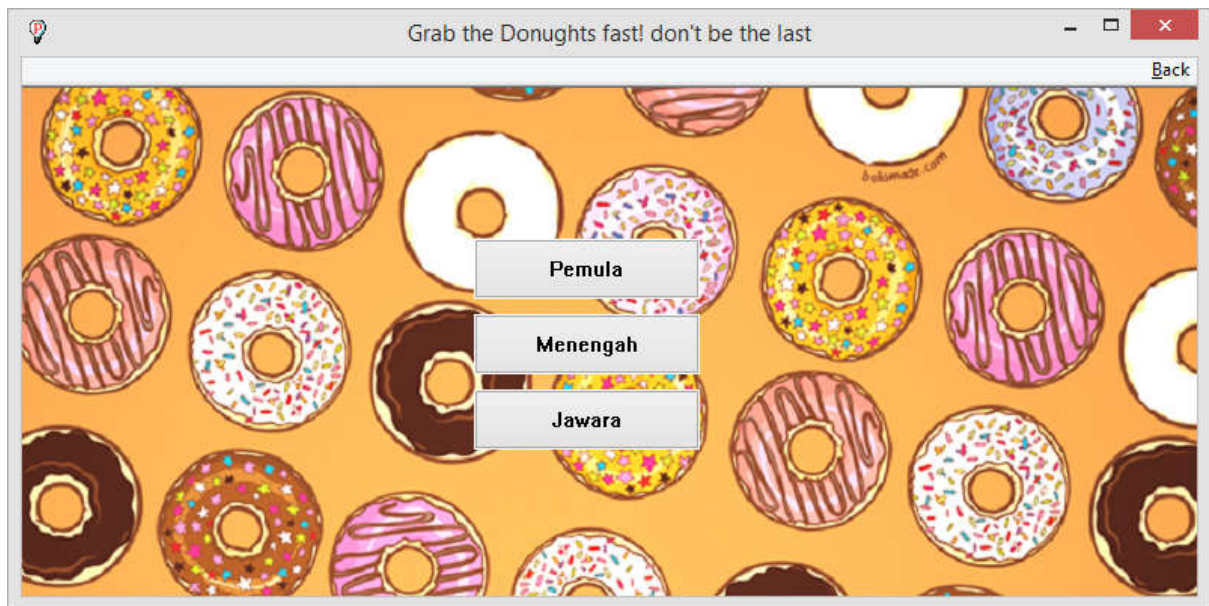 Grab the Donughts fast! don't be the last
Back
Pemula
Menengah
Jawara